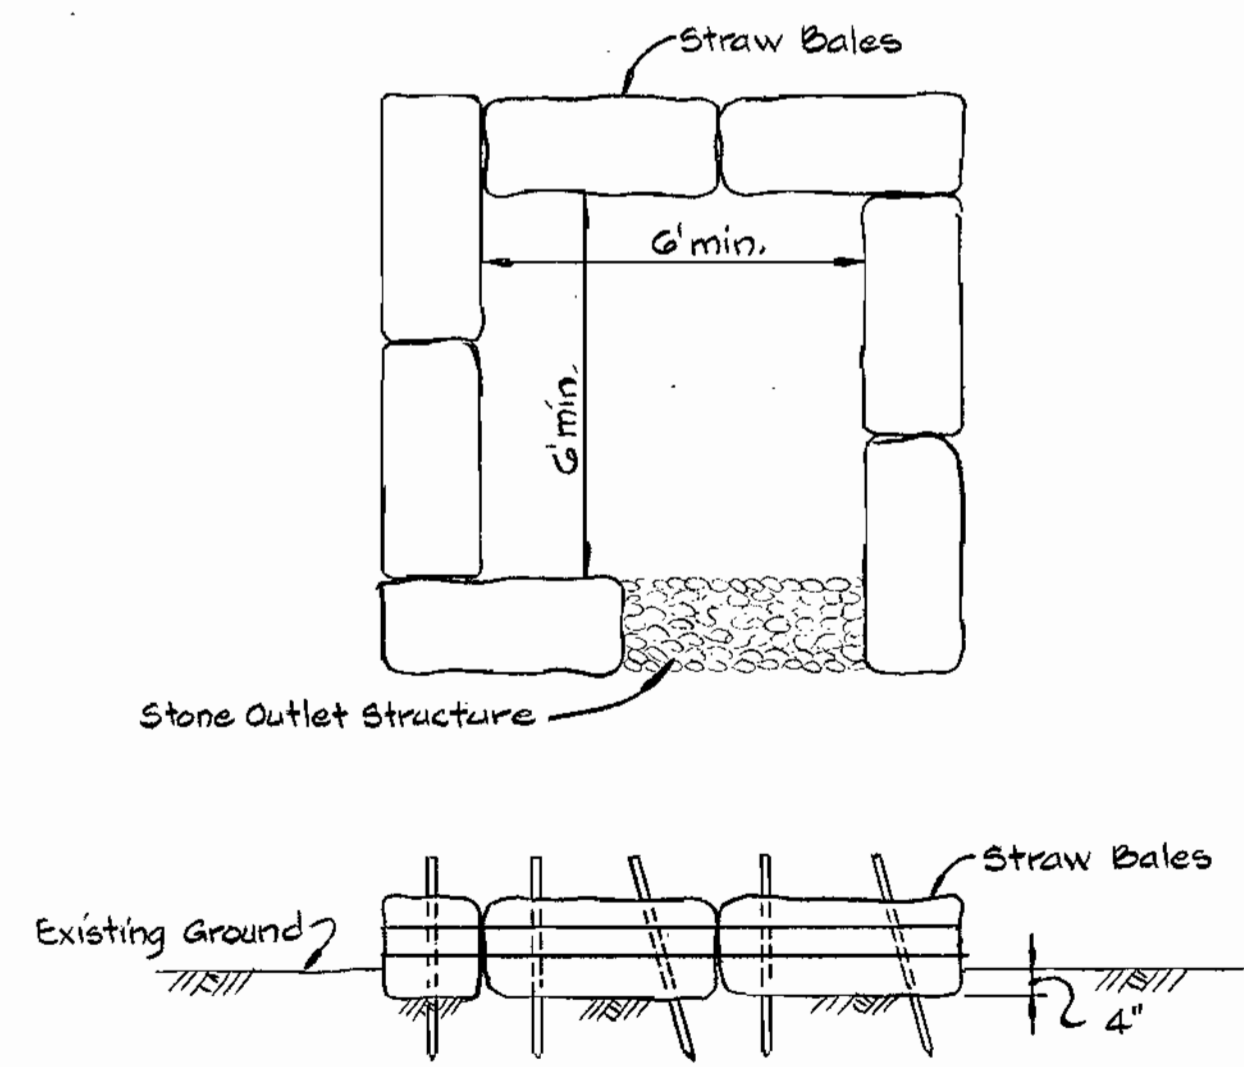 Straw Bales
6' min.
6' min.
Stone Outlet Structure
Straw Bales
Existing Ground
4"